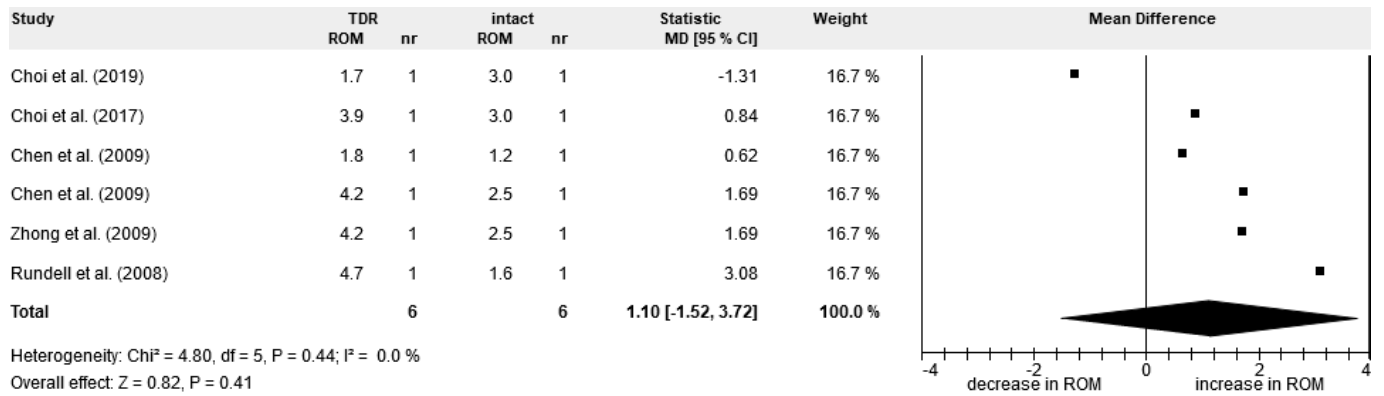 Study TDR intact Statistic Weight Mean Difference
ROM nr ROM nr MD [95 % CI]
Choi et al. (2019) 1.7 1 3.0 1 -1.31 16.7 %
Choi et al. (2017) 3.9 1 3.0 1 0.84 16.7 %
Chen et al. (2009) 1.8 1 1.2 1 0.62 16.7 %
Chen et al. (2009) 4.2 1 2.5 1 1.69 16.7 %
Zhong et al. (2009) 4.2 1 2.5 1 1.69 16.7 %
Rundell et al. (2008) 4.7 1 1.6 1 3.08 16.7 %
Total 6 6 1.10 [-1.52, 3.72] 100.0 %
Heterogeneity: Chi² = 4.80, df = 5, P = 0.44; I² = 0.0 %
Overall effect: Z = 0.82, P = 0.41
-4 -2 0 2 4
decrease in ROM increase in ROM